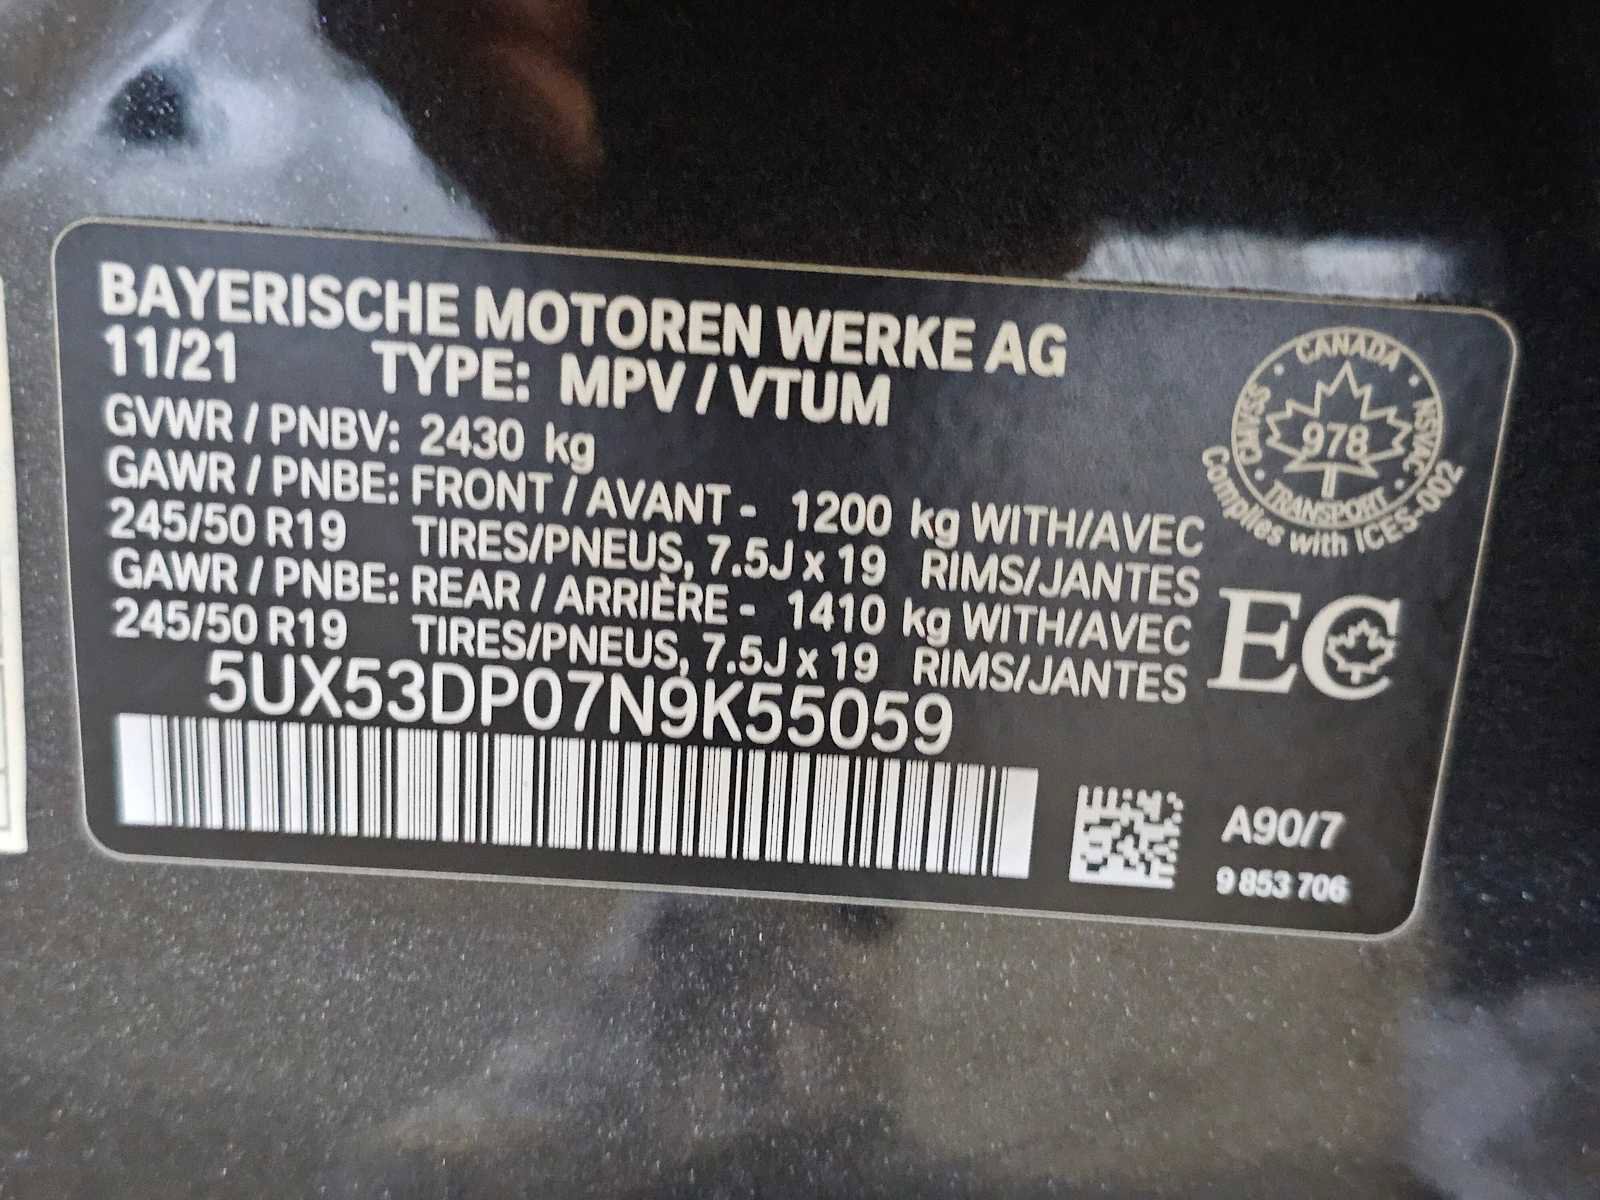 BAYERISCHE MOTOREN WERKE AG
11/21 TYPE: MPV / VTUM
GVWR / PNBV: 2430 kg
GAWR / PNBE: FRONT / AVANT - 1200 kg WITH/AVEC
245/50 R19 TIRES/PNEUS, 7.5J x 19 RIMS/JANTES
GAWR / PNBE: REAR / ARRIÈRE - 1410 kg WITH/AVEC
245/50 R19 TIRES/PNEUS, 7.5J x 19 RIMS/JANTES
5UX53DP07N9K55059
CANADA
CMVSS
978
NSVAC
TRANSPORT
Complies with ICES-002
EC
A90/7
9 853 706